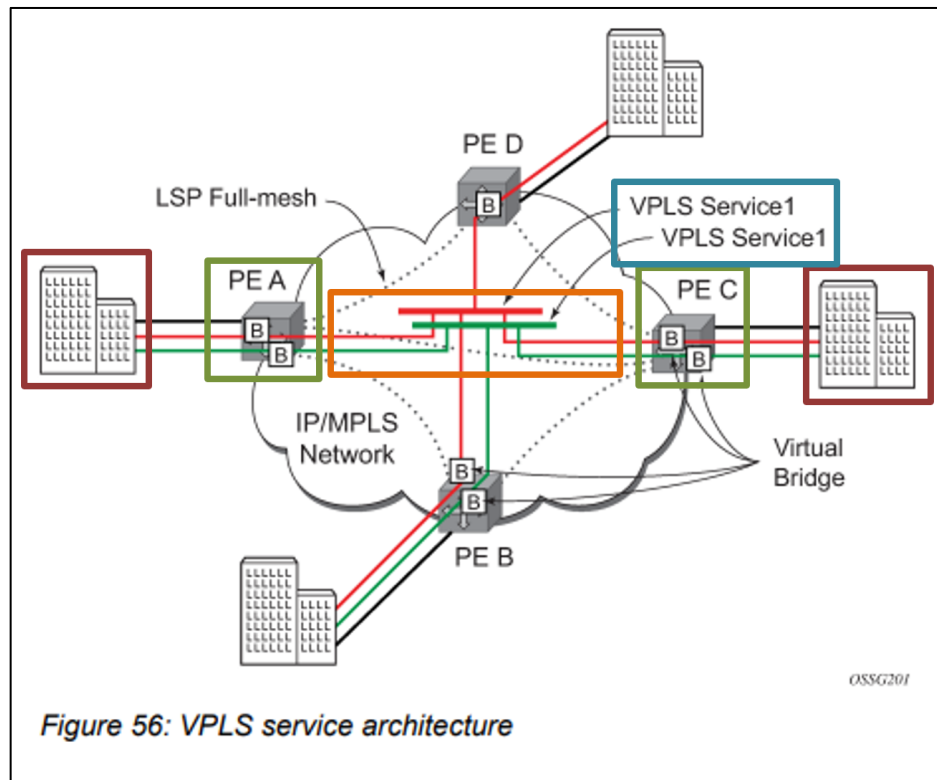 PE D
LSP Full-mesh
VPLS Service1
VPLS Service1
PE A
PE C
B
B
B
B
B
IP/MPLS
Network
Virtual
Bridge
B
B
PE B
OSSG201
Figure 56: VPLS service architecture